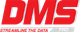 DMS
STREAMLINE THE DATA